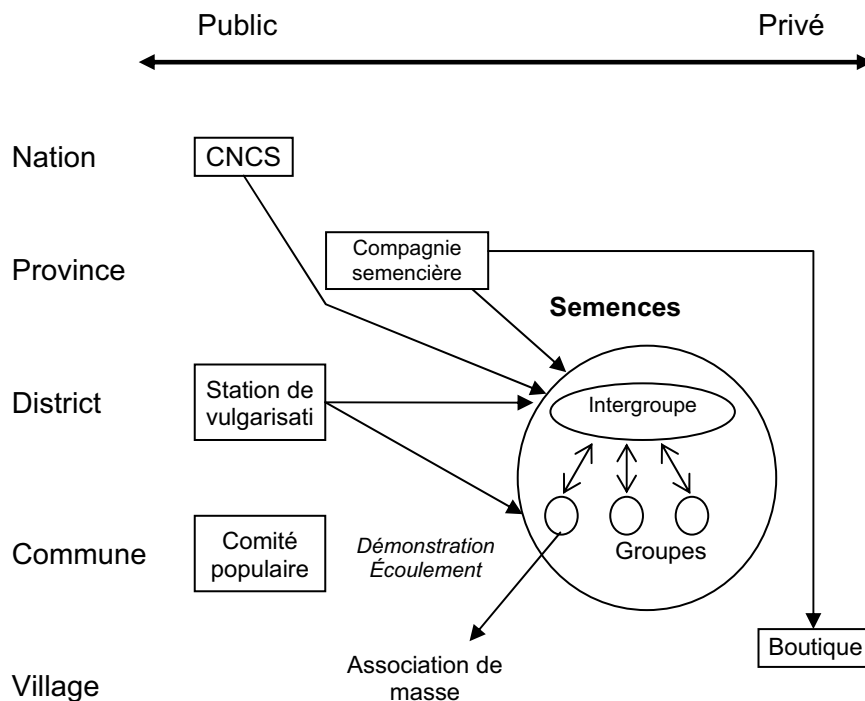 Public
Privé
Nation
CNCS
Province
Compagnie
semencière
Semences
District
Station de
vulgarisati
Intergroupe
Commune
Comité
populaire
Démonstration
Écoulement
Groupes
Boutique
Association de
masse
Village